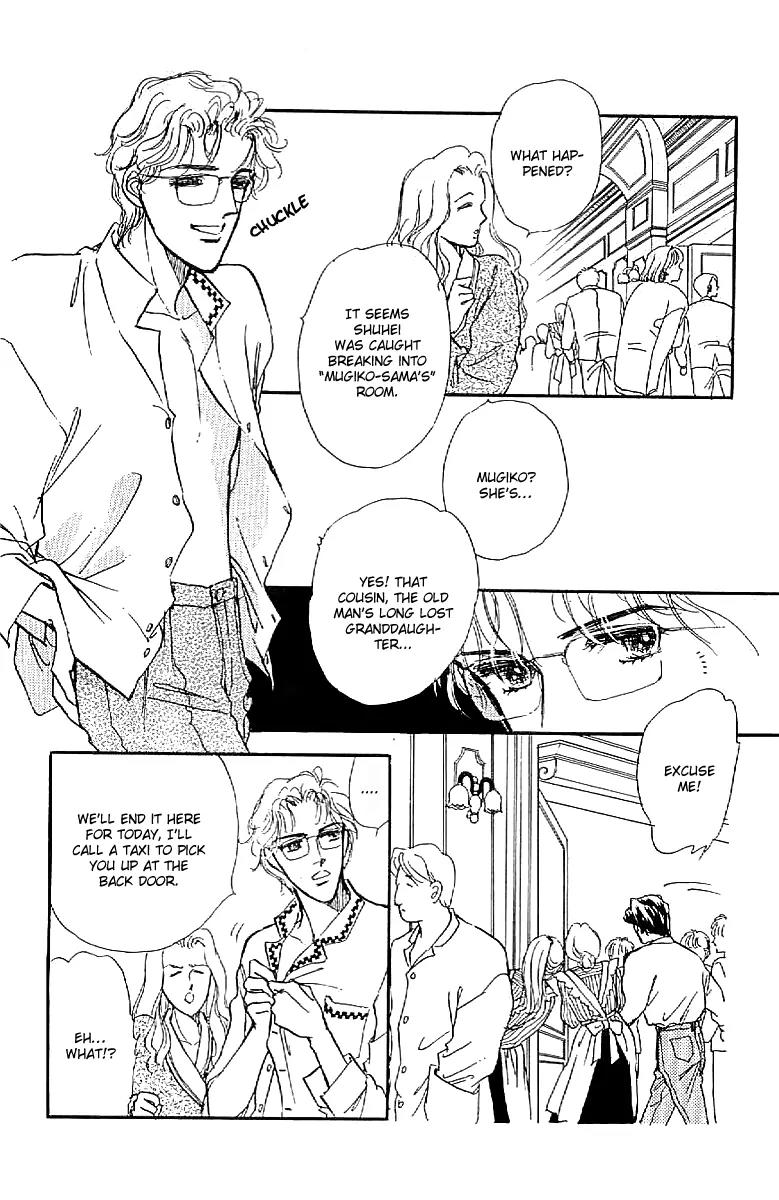 WHAT HAP-
PENED?
CHUCKLE
IT SEEMS
SHUHEI
WAS CAUGHT
BREAKING INTO
"MUGIKO-SAMA'S"
ROOM.
MUGIKO?
SHE'S...
YES! THAT
COUSIN, THE OLD
MAN'S LONG LOST
GRANDDAUGH-
TER...
EXCUSE
ME!
....
WE'LL END IT HERE
FOR TODAY, I'LL
CALL A TAXI TO PICK
YOU UP AT THE
BACK DOOR.
EH...
WHAT!?